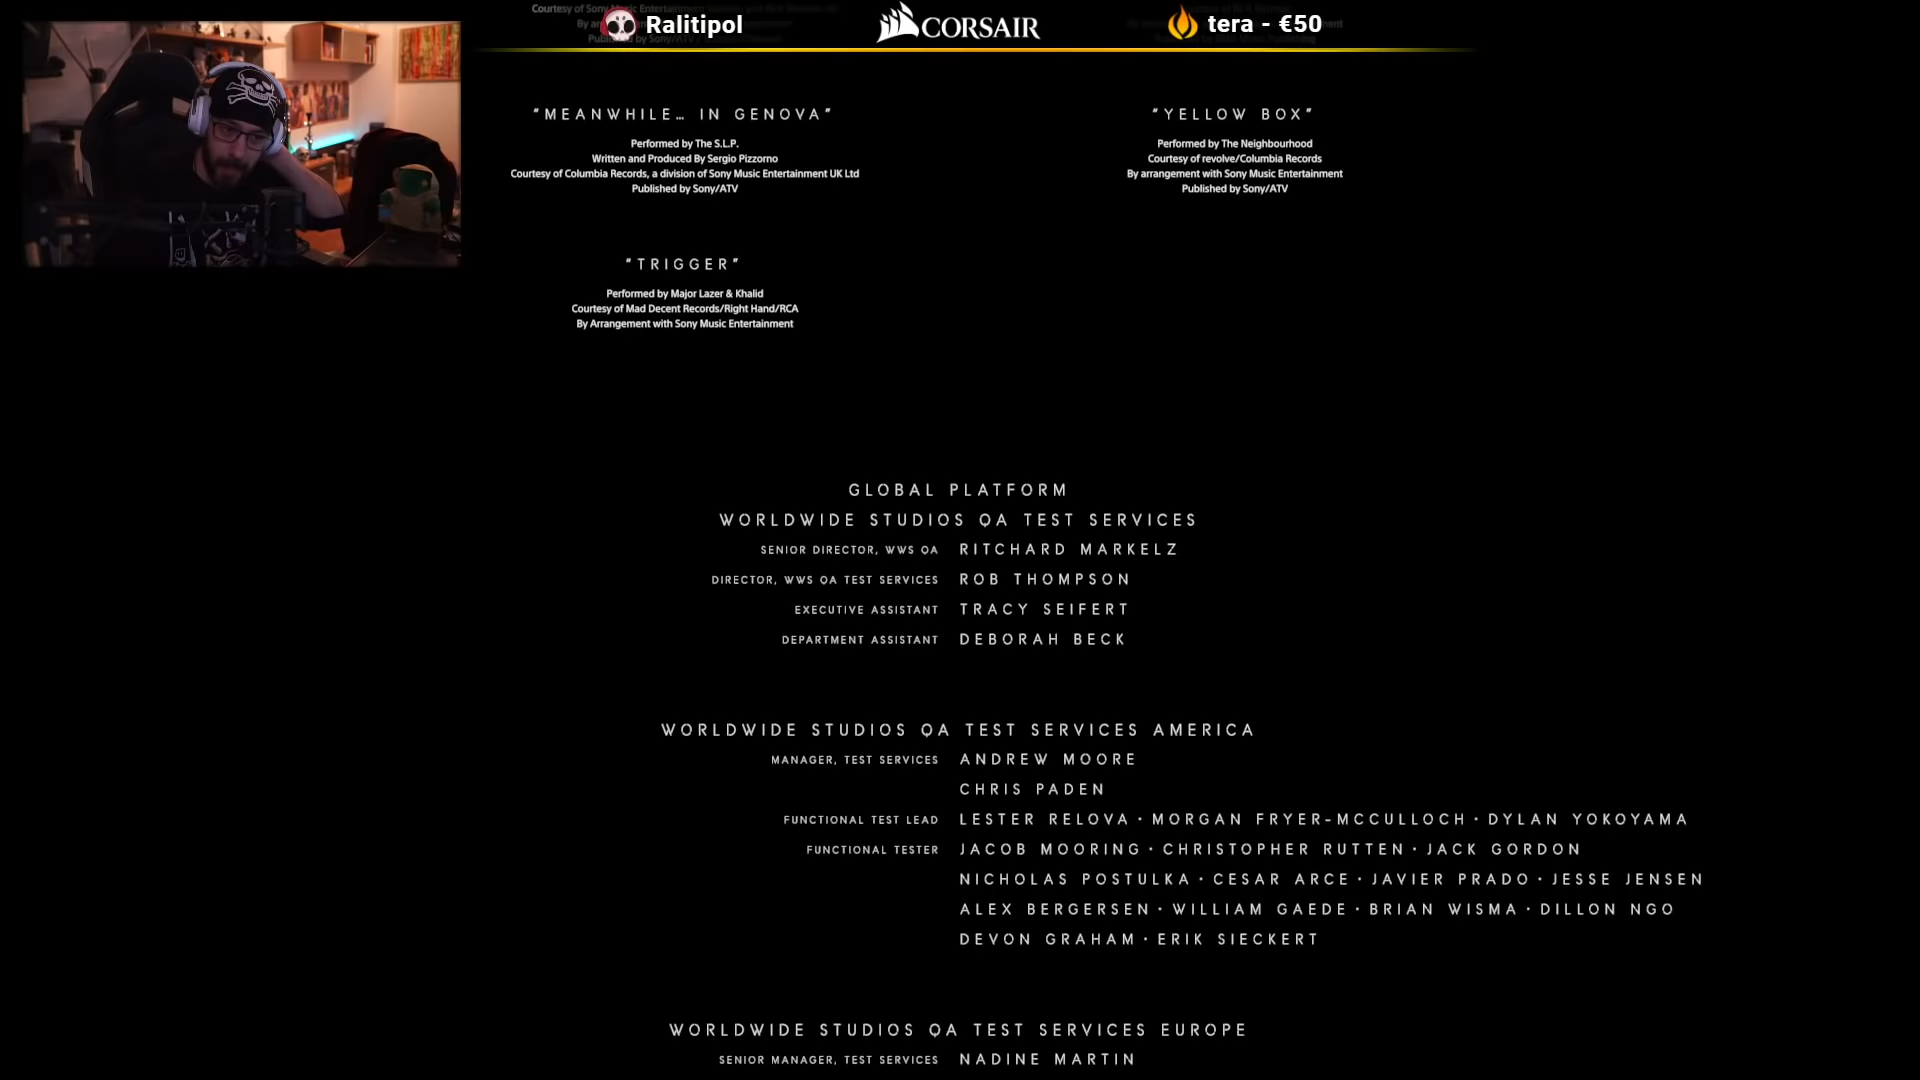 Ralitipol
CORSAIR
tera - €50
Courtesy of Sony Music Entertainment
"MEANWHILE… IN GENOVA"
Performed by The S.L.P.
Written and Produced By Sergio Pizzorno
Courtesy of Columbia Records, a division of Sony Music Entertainment UK Ltd
Published by Sony/ATV
"YELLOW BOX"
Performed by The Neighbourhood
Courtesy of revolve/Columbia Records
By arrangement with Sony Music Entertainment
Published by Sony/ATV
"TRIGGER"
Performed by Major Lazer & Khalid
Courtesy of Mad Decent Records/Right Hand/RCA
By Arrangement with Sony Music Entertainment
GLOBAL PLATFORM
WORLDWIDE STUDIOS QA TEST SERVICES
SENIOR DIRECTOR, WWS QA RITCHARD MARKELZ
DIRECTOR, WWS QA TEST SERVICES ROB THOMPSON
EXECUTIVE ASSISTANT TRACY SEIFERT
DEPARTMENT ASSISTANT DEBORAH BECK
WORLDWIDE STUDIOS QA TEST SERVICES AMERICA
MANAGER, TEST SERVICES ANDREW MOORE
CHRIS PADEN
FUNCTIONAL TEST LEAD LESTER RELOVA · MORGAN FRYER-MCCULLOCH · DYLAN YOKOYAMA
FUNCTIONAL TESTER JACOB MOORING · CHRISTOPHER RUTTEN · JACK GORDON
NICHOLAS POSTULKA · CESAR ARCE · JAVIER PRADO · JESSE JENSEN
ALEX BERGERSEN · WILLIAM GAEDE · BRIAN WISMA · DILLON NGO
DEVON GRAHAM · ERIK SIECKERT
WORLDWIDE STUDIOS QA TEST SERVICES EUROPE
SENIOR MANAGER, TEST SERVICES NADINE MARTIN